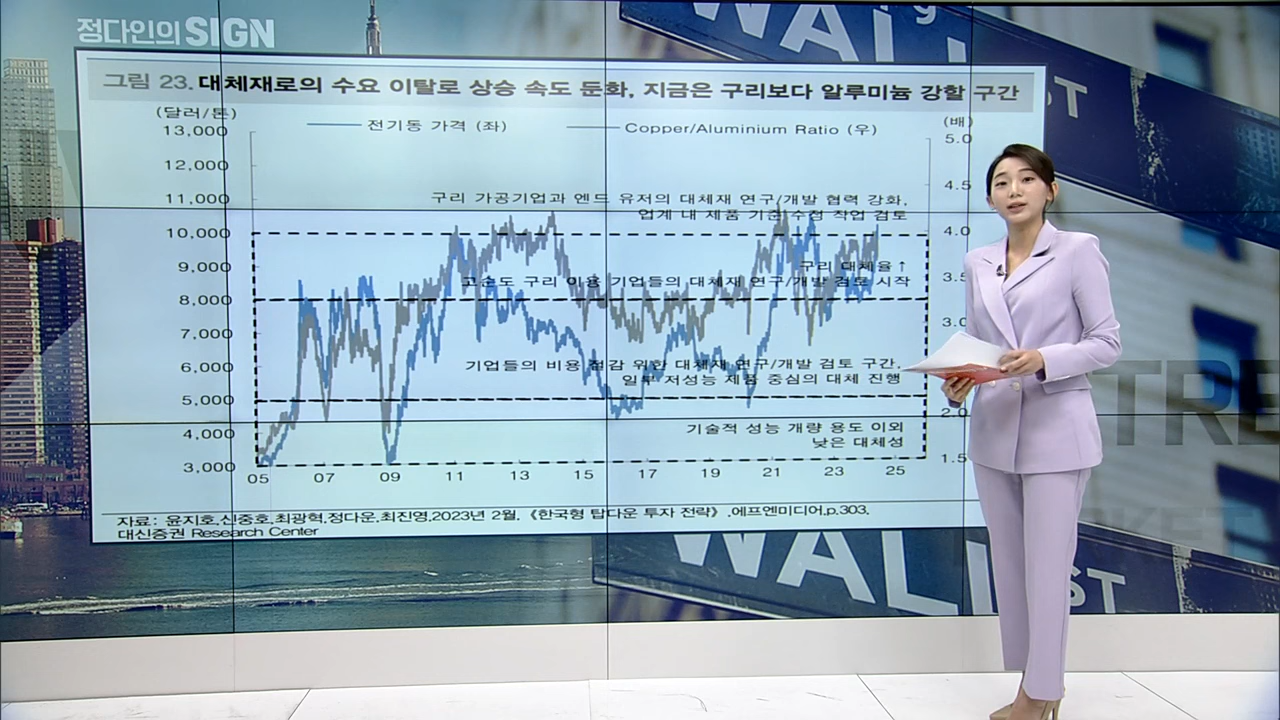 정다인의 SIGN
WALL
ST
그림 23. 대체재로의 수요 이탈로 상승 속도 둔화, 지금은 구리보다 알루미늄 강할 구간
(달러/톤)
(배)
전기동 가격 (좌)
Copper/Aluminium Ratio (우)
13,000
12,000
11,000
10,000
9,000
8,000
7,000
6,000
5,000
4,000
3,000
5.0
4.5
4.0
3.5
3.0
2.0
1.5
구리 가공기업과 엔드 유저의 대체재 연구/개발 협력 강화,
업계 내 제품 기준 수정 작업 검토
구리 대체율↑
고순도 구리 이용 기업들의 대체재 연구/개발 검토 시작
기업들의 비용 절감 위한 대체재 연구/개발 검토 구간,
일부 저성능 제품 중심의 대체 진행
기술적 성능 개량 용도 이외
낮은 대체성
05 07 09 11 13 15 17 19 21 23 25
자료: 윤지호,신중호,최광혁,정다운,최진영,2023년 2월, 《한국형 탑다운 투자 전략》,에프엔미디어,p.303,
대신증권 Research Center
TRE
WALL
ST